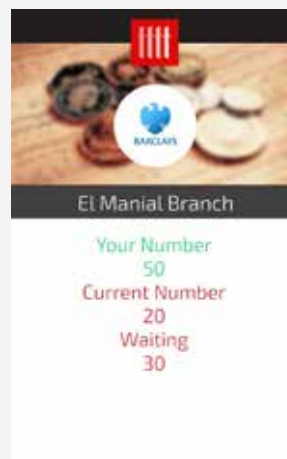 BARCLAYS
El Manial Branch
Your Number
50
Current Number
20
Waiting
30